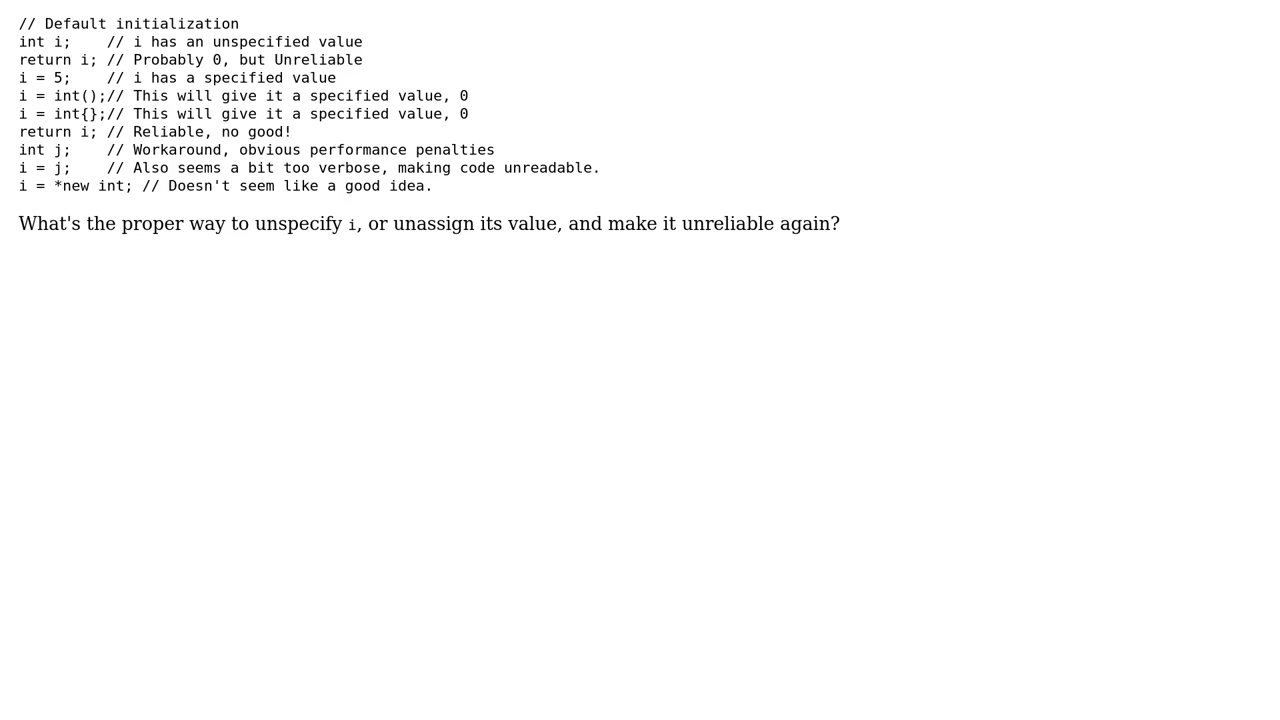 // Default initialization
int i;    // i has an unspecified value
return i; // Probably 0, but Unreliable
i = 5;    // i has a specified value
i = int();// This will give it a specified value, 0
i = int{};// This will give it a specified value, 0
return i; // Reliable, no good!
int j;    // Workaround, obvious performance penalties
i = j;    // Also seems a bit too verbose, making code unreadable.
i = *new int; // Doesn't seem like a good idea.
What's the proper way to unspecify i, or unassign its value, and make it unreliable again?